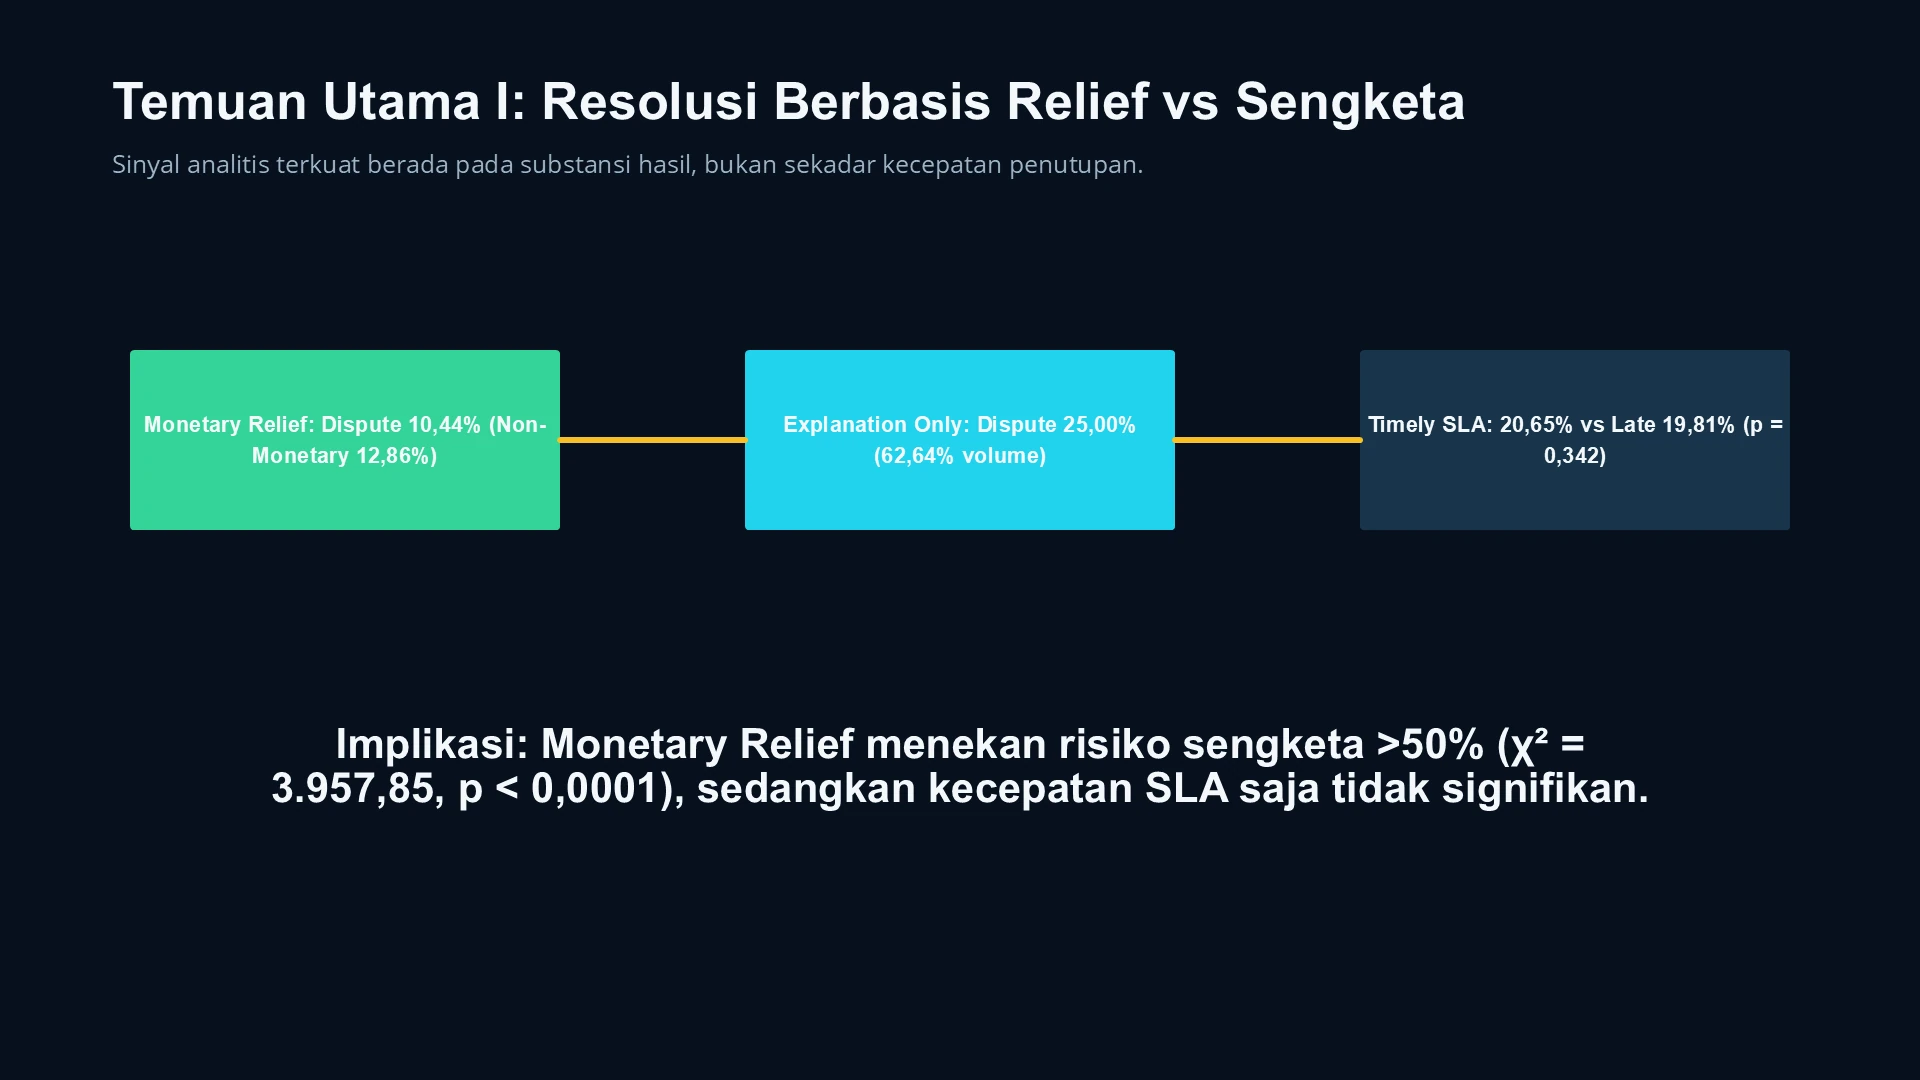 Temuan Utama I: Resolusi Berbasis Relief vs Sengketa
Sinyal analitis terkuat berada pada substansi hasil, bukan sekadar kecepatan penutupan.
Monetary Relief: Dispute 10,44% (Non-
Monetary 12,86%)
Explanation Only: Dispute 25,00%
(62,64% volume)
Timely SLA: 20,65% vs Late 19,81% (p =
0,342)
Implikasi: Monetary Relief menekan risiko sengketa >50% (χ² =
3.957,85, p < 0,0001), sedangkan kecepatan SLA saja tidak signifikan.